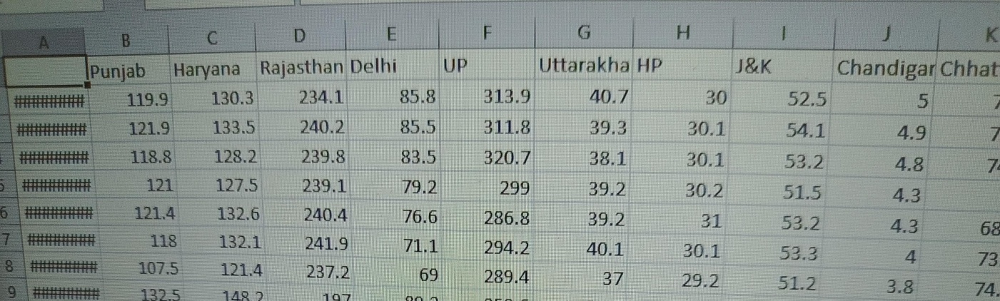 A B C D E F G H I J K
Punjab Haryana Rajasthan Delhi UP Uttarakha HP J&K Chandigar Chhat
######## 119.9 130.3 234.1 85.8 313.9 40.7 30 52.5 5
######## 121.9 133.5 240.2 85.5 311.8 39.3 30.1 54.1 4.9
######## 118.8 128.2 239.8 83.5 320.7 38.1 30.1 53.2 4.8
5 ######## 121 127.5 239.1 79.2 299 39.2 30.2 51.5 4.3
6 ######## 121.4 132.6 240.4 76.6 286.8 39.2 31 53.2 4.3 68
7 ######## 118 132.1 241.9 71.1 294.2 40.1 30.1 53.3 4 73
8 ######## 107.5 121.4 237.2 69 289.4 37 29.2 51.2 3.8 74.
9 ######## 132.5 148.2 197